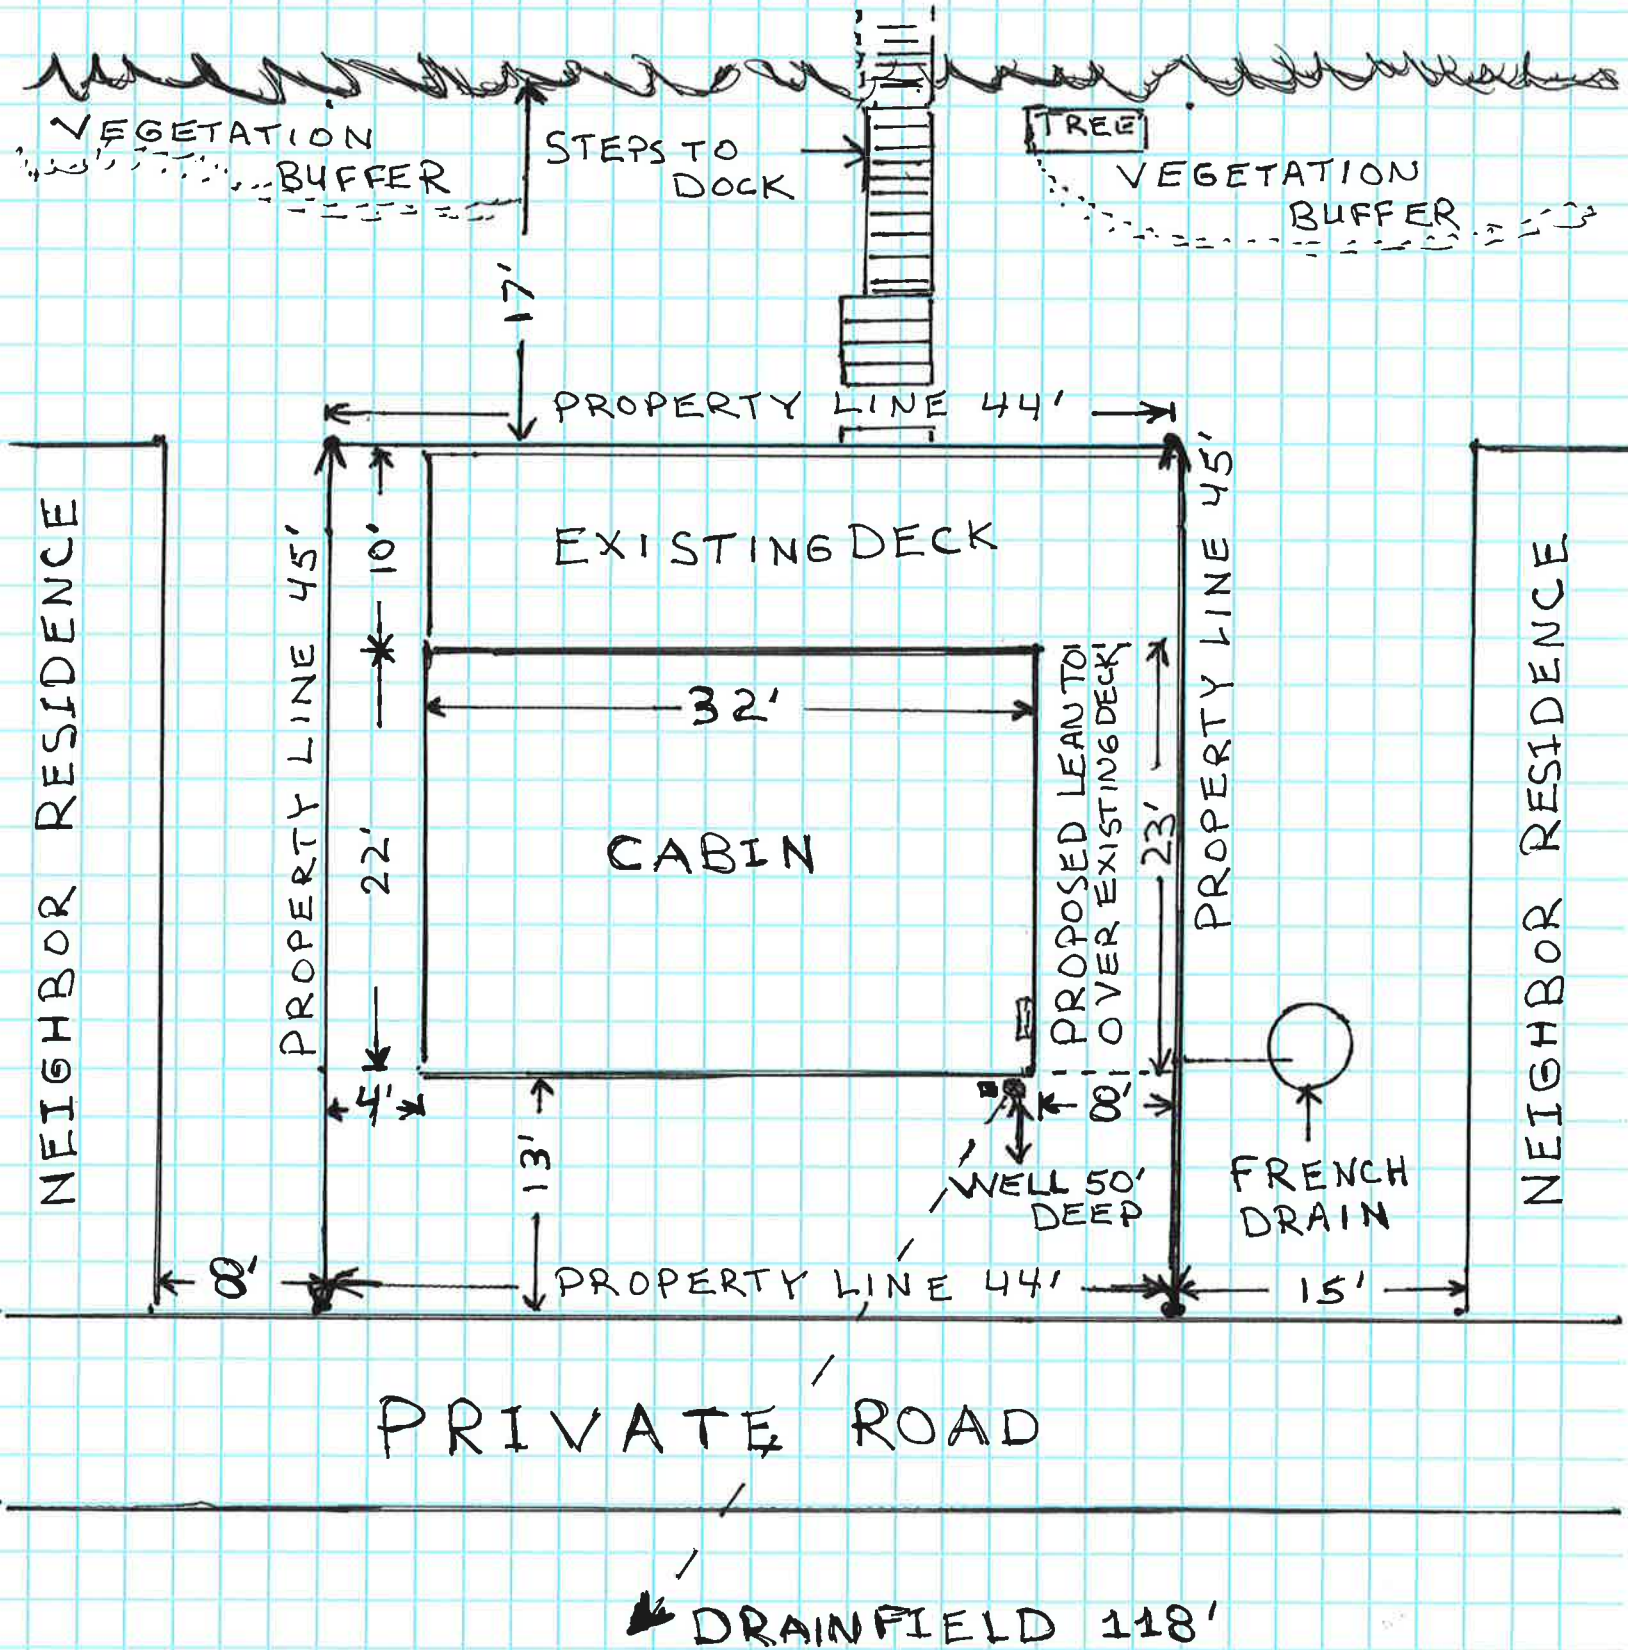 VEGETATION
BUFFER
STEPS TO
DOCK
TREE
VEGETATION
BUFFER
17'
PROPERTY LINE 44'
NEIGHBOR RESIDENCE
PROPERTY LINE 45'
10'
EXISTING DECK
PROPERTY LINE 45'
NEIGHBOR RESIDENCE
32'
22'
CABIN
PROPOSED LEAN TO
OVER EXISTING DECK
23'
4'
8'
13'
WELL 50'
DEEP
FRENCH
DRAIN
8'
PROPERTY LINE 44'
15'
PRIVATE ROAD
DRAINFIELD 118'